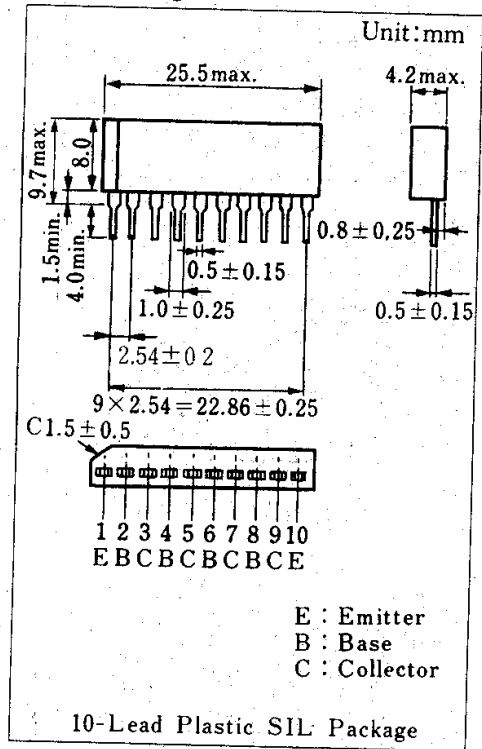 Unit:mm
25.5max.
4.2max.
9.7max.
8.0
1.5min.
4.0min.
0.8±0.25
0.5±0.15
1.0±0.25
0.5±0.15
2.54±0 2
9×2.54=22.86±0.25
C1.5±0.5
1 2 3 4 5 6 7 8 9 10
E B C B C B C B C E
E : Emitter
B : Base
C : Collector
10-Lead Plastic SIL Package